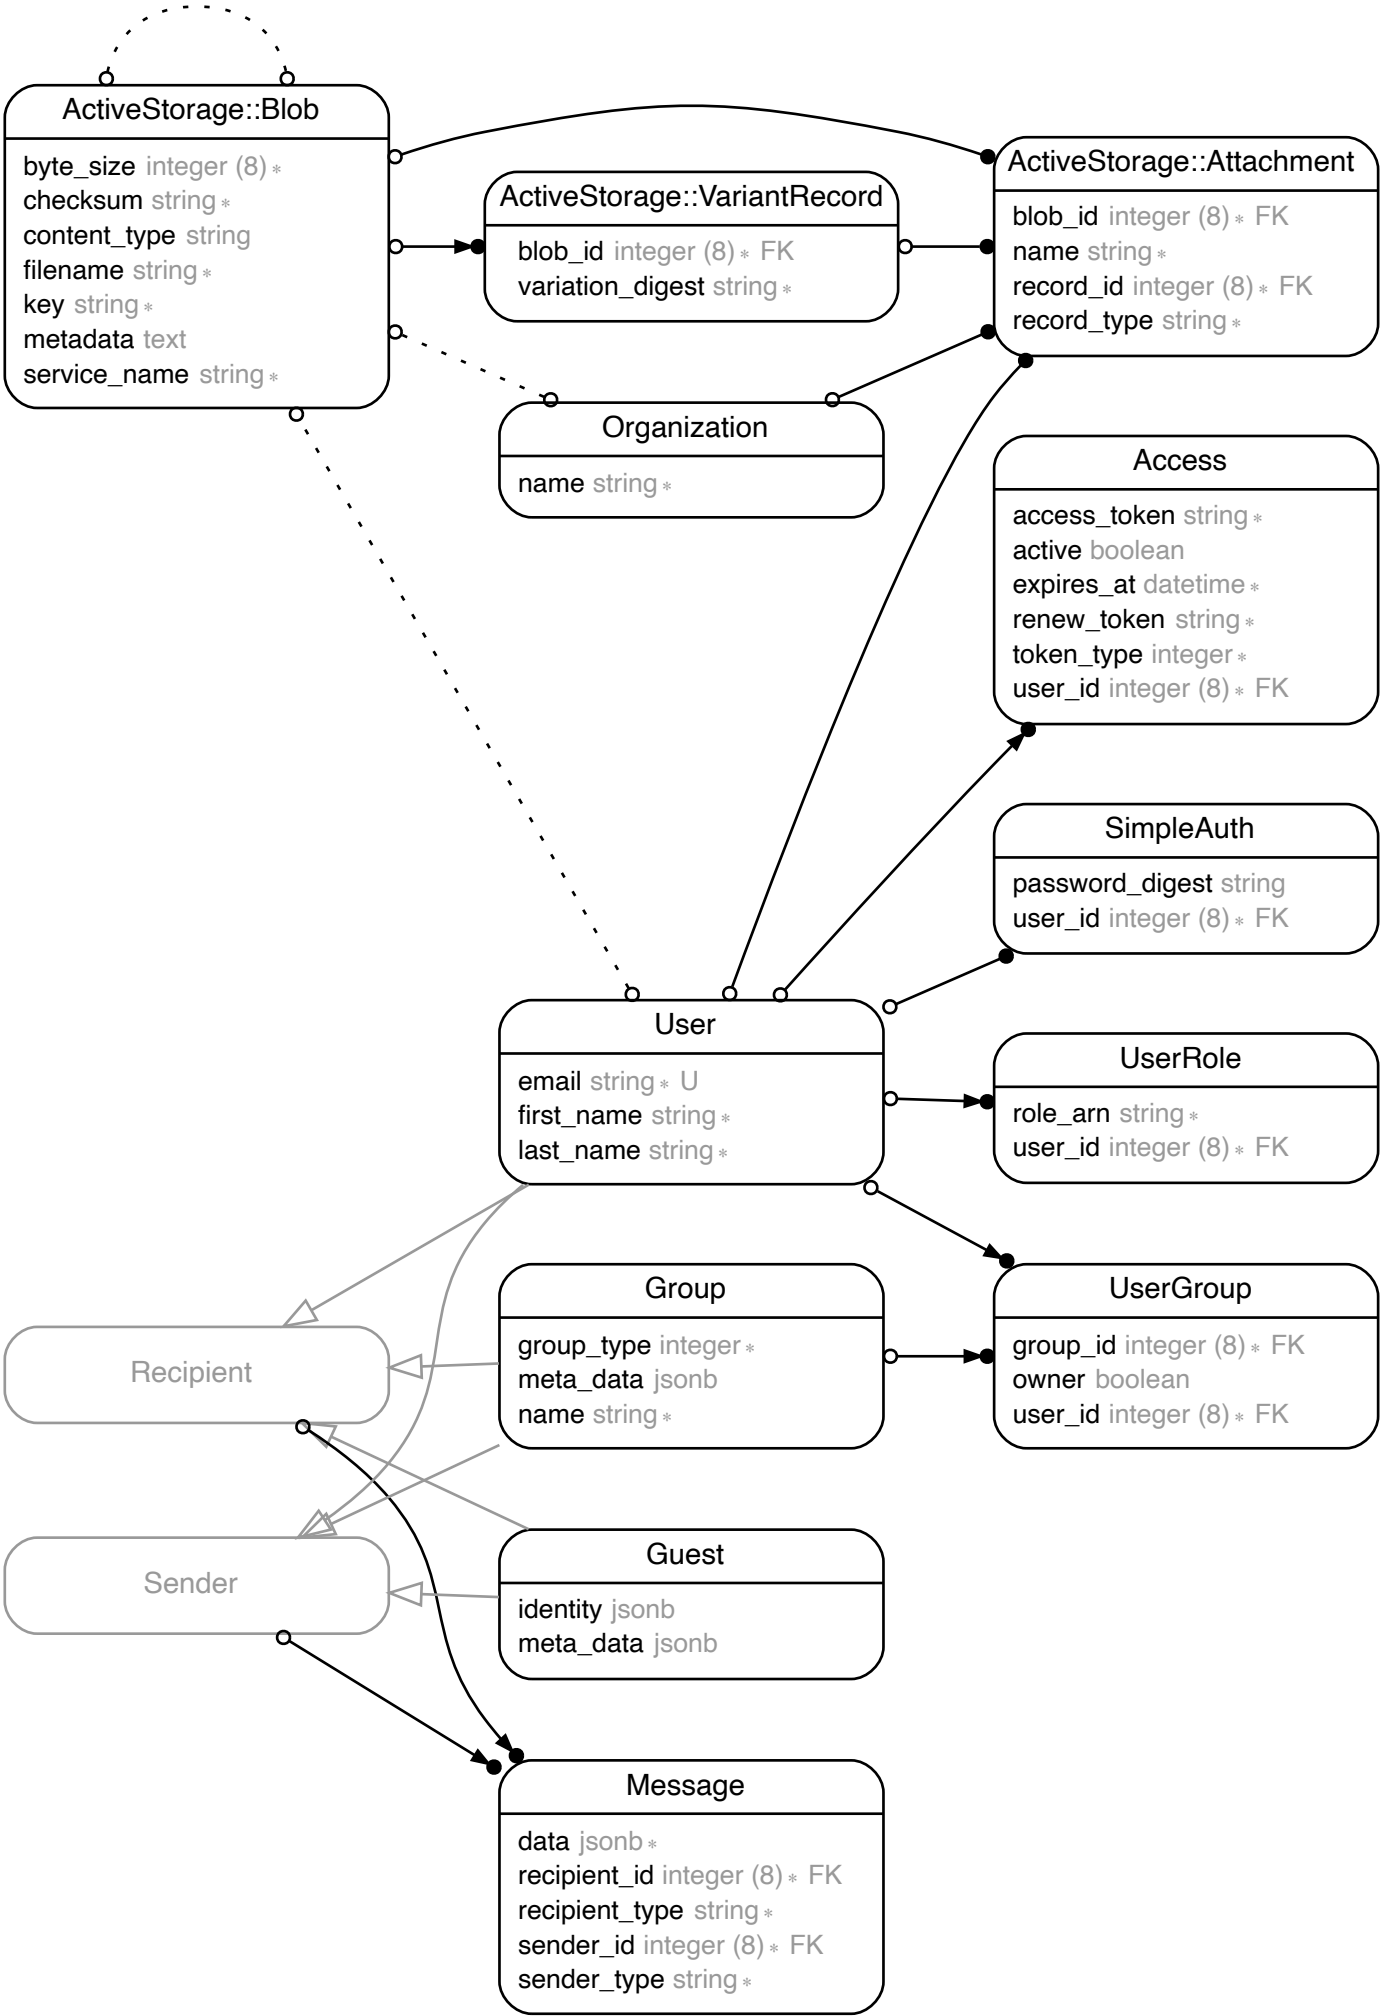 ActiveStorage::Blob
byte_size integer (8) *
checksum string *
content_type string
filename string *
key string *
metadata text
service_name string *
ActiveStorage::VariantRecord
blob_id integer (8) * FK
variation_digest string *
ActiveStorage::Attachment
blob_id integer (8) * FK
name string *
record_id integer (8) * FK
record_type string *
Organization
name string *
Access
access_token string *
active boolean
expires_at datetime *
renew_token string *
token_type integer *
user_id integer (8) * FK
SimpleAuth
password_digest string
user_id integer (8) * FK
User
email string * U
first_name string *
last_name string *
UserRole
role_arn string *
user_id integer (8) * FK
Group
group_type integer *
meta_data jsonb
name string *
UserGroup
group_id integer (8) * FK
owner boolean
user_id integer (8) * FK
Recipient
Sender
Guest
identity jsonb
meta_data jsonb
Message
data jsonb *
recipient_id integer (8) * FK
recipient_type string *
sender_id integer (8) * FK
sender_type string *